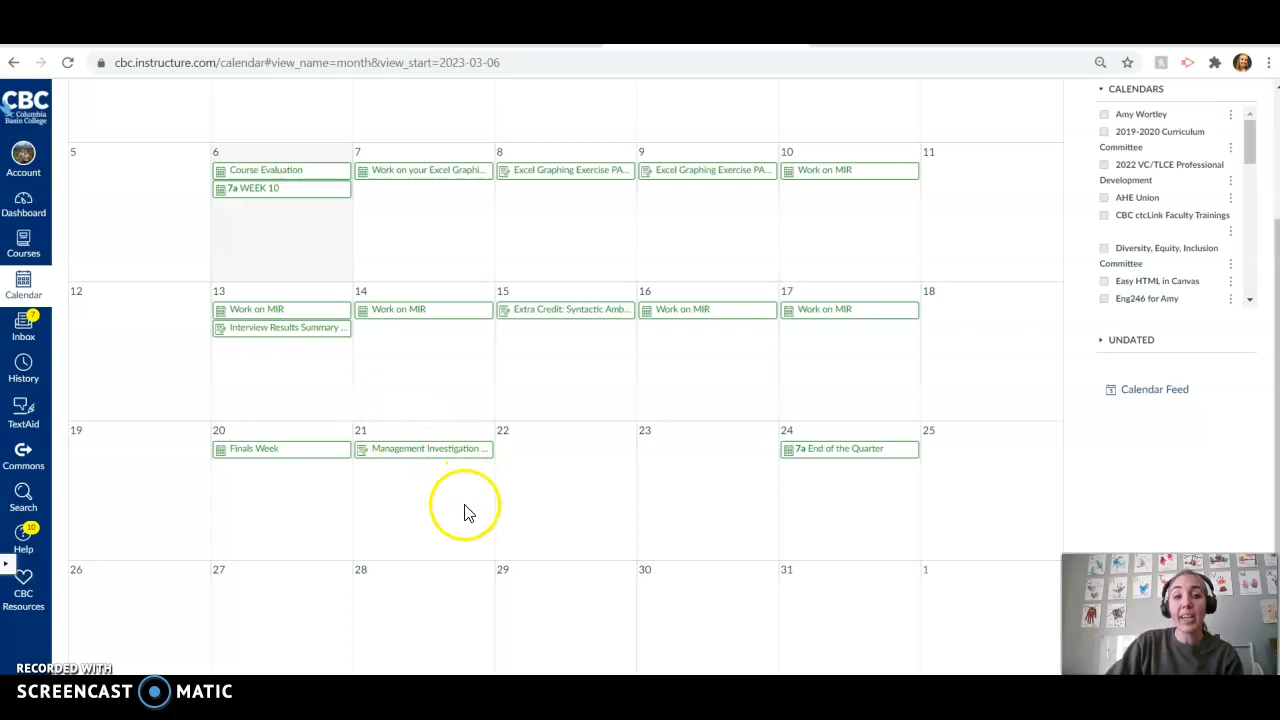 cbc.instructure.com/calendar#view_name=month&view_start=2023-03-06
CBC
Columbia
Basin College
Account
Dashboard
Courses
Calendar
7
Inbox
History
TextAid
Commons
Search
10
Help
CBC
Resources
5
6
7
8
9
10
11
Course Evaluation
Work on your Excel Graphi...
Excel Graphing Exercise PA...
Excel Graphing Exercise PA...
Work on MIR
7a WEEK 10
12
13
14
15
16
17
18
Work on MIR
Work on MIR
Extra Credit: Syntactic Amb...
Work on MIR
Work on MIR
Interview Results Summary ...
19
20
21
22
23
24
25
Finals Week
Management Investigation ...
7a End of the Quarter
26
27
28
29
30
31
1
CALENDARS
Amy Wortley
2019-2020 Curriculum
Committee
2022 VC/TLCE Professional
Development
AHE Union
CBC ctcLink Faculty Trainings
Diversity, Equity, Inclusion
Committee
Easy HTML in Canvas
Eng246 for Amy
UNDATED
Calendar Feed
RECORDED WITH
SCREENCAST MATIC